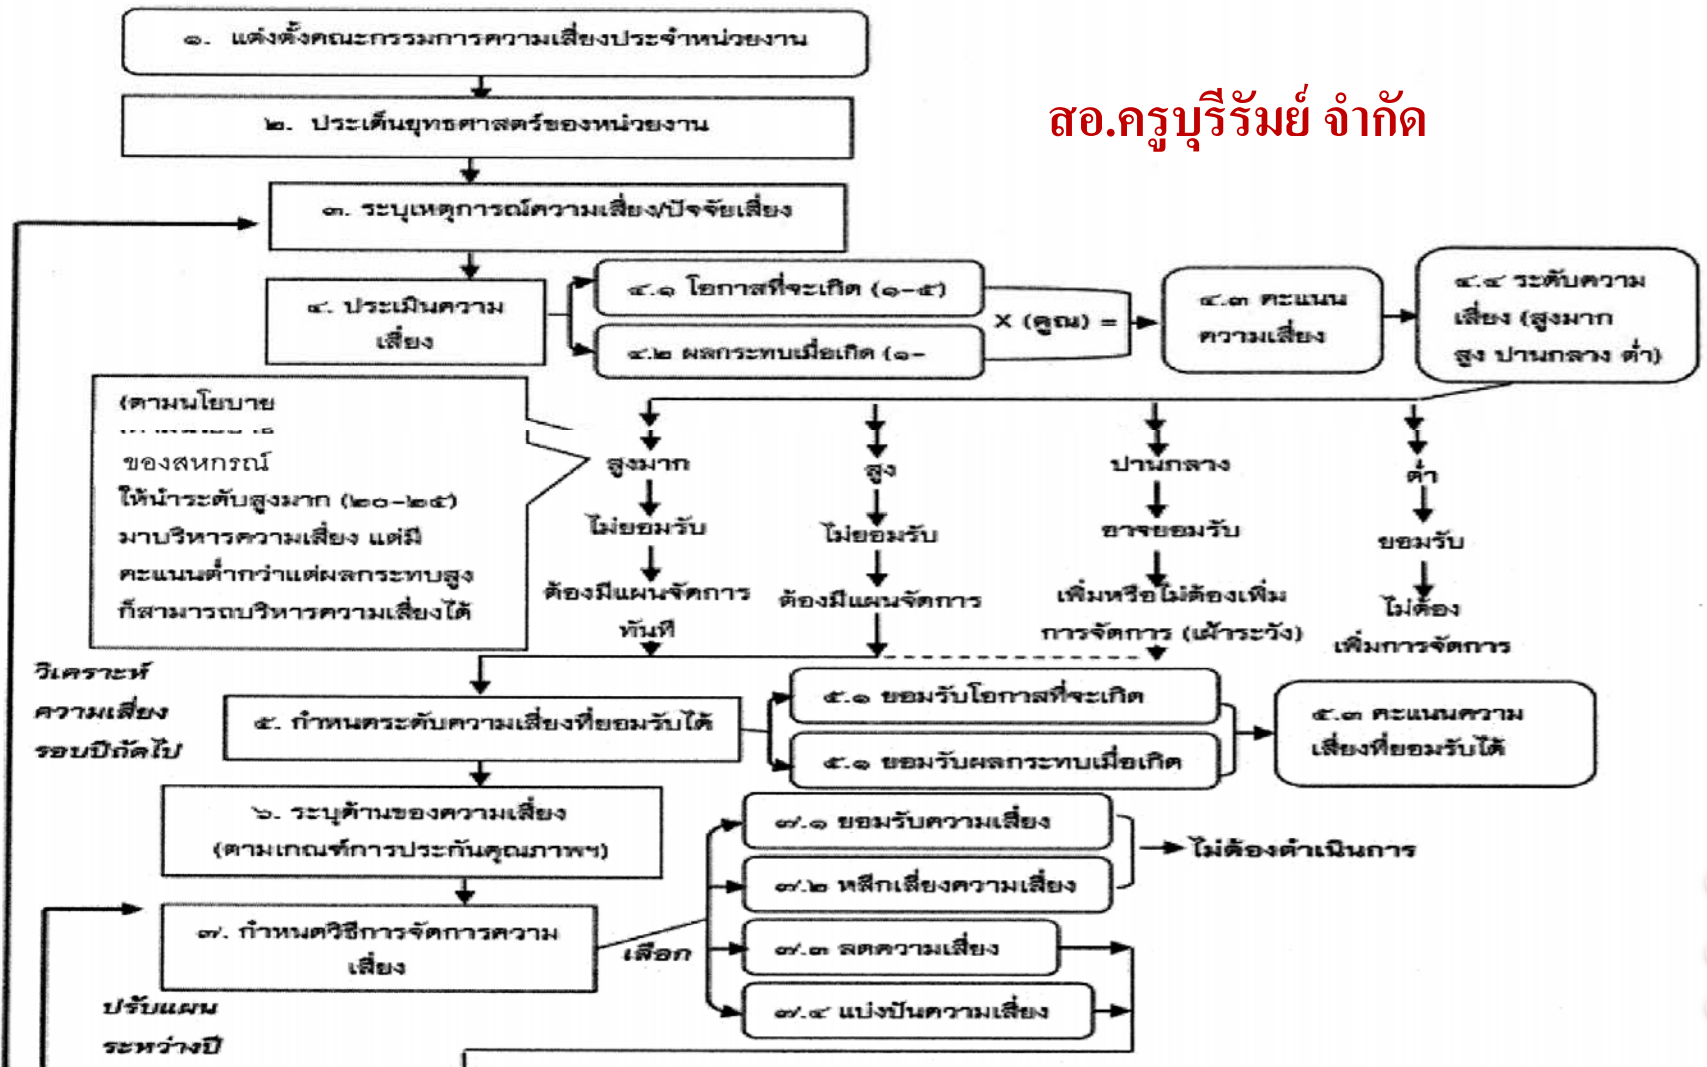 ๑. แต่งตั้งคณะกรรมการความเสี่ยงประจำหน่วยงาน
๒. ประเด็นยุทธศาสตร์ของหน่วยงาน
สอ.ครูบุรีรัมย์ จำกัด
๓. ระบุเหตุการณ์ความเสี่ยง/ปัจจัยเสี่ยง
๔. ประเมินความ
เสี่ยง
๔.๑ โอกาสที่จะเกิด (๑-๕)
๔.๒ ผลกระทบเมื่อเกิด (๑-
X (คูณ) =
๔.๓ คะแนน
ความเสี่ยง
๔.๔ ระดับความ
เสี่ยง (สูงมาก
สูง ปานกลาง ต่ำ)
(ตามนโยบาย
ของสหกรณ์
ให้นำระดับสูงมาก (๒๐-๒๕)
มาบริหารความเสี่ยง แต่มี
คะแนนต่ำกว่าแต่ผลกระทบสูง
ก็สามารถบริหารความเสี่ยงได้
สูงมาก
ไม่ยอมรับ
ต้องมีแผนจัดการ
ทันที
สูง
ไม่ยอมรับ
ต้องมีแผนจัดการ
ปานกลาง
อาจยอมรับ
เพิ่มหรือไม่ต้องเพิ่ม
การจัดการ (เฝ้าระวัง)
ต่ำ
ยอมรับ
ไม่ต้อง
เพิ่มการจัดการ
วิเคราะห์
ความเสี่ยง
รอบปีถัดไป
๕. กำหนดระดับความเสี่ยงที่ยอมรับได้
๕.๑ ยอมรับโอกาสที่จะเกิด
๕.๑ ยอมรับผลกระทบเมื่อเกิด
๕.๓ คะแนนความ
เสี่ยงที่ยอมรับได้
๖. ระบุด้านของความเสี่ยง
(ตามเกณฑ์การประกันคุณภาพฯ)
๗. กำหนดวิธีการจัดการความ
เสี่ยง
เลือก
๗.๑ ยอมรับความเสี่ยง
๗.๒ หลีกเลี่ยงความเสี่ยง
ไม่ต้องดำเนินการ
๗.๓ ลดความเสี่ยง
๗.๔ แบ่งปันความเสี่ยง
ปรับแผน
ระหว่างปี